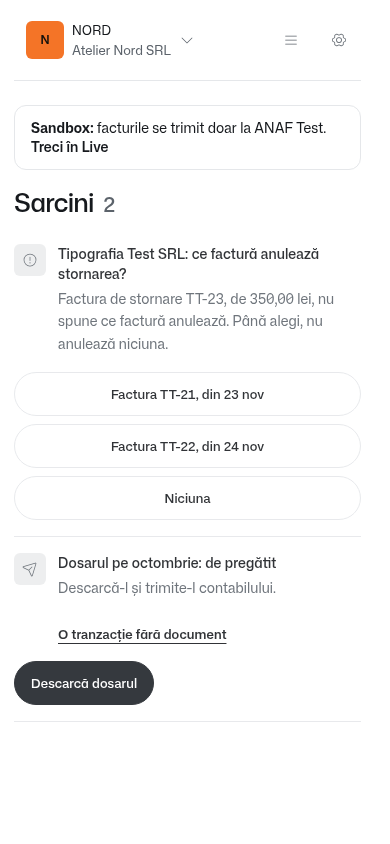 N
NORD
Atelier Nord SRL
Sandbox: facturile se trimit doar la ANAF Test.
Treci în Live
Sarcini 2
Tipografia Test SRL: ce factură anulează
stornarea?
Factura de stornare TT-23, de 350,00 lei, nu
spune ce factură anulează. Până alegi, nu
anulează niciuna.
Factura TT-21, din 23 nov
Factura TT-22, din 24 nov
Niciuna
Dosarul pe octombrie: de pregătit
Descarcă-l și trimite-l contabilului.
O tranzacție fără document
Descarcă dosarul